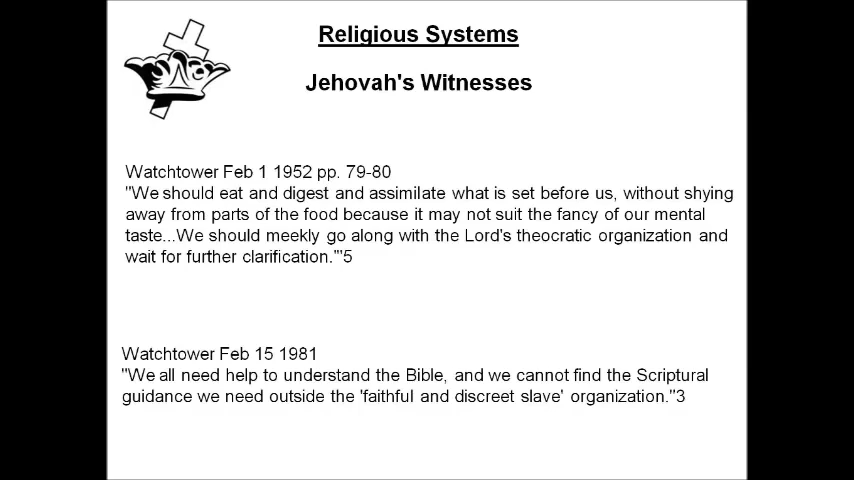 Religious Systems
Jehovah's Witnesses
Watchtower Feb 1 1952 pp. 79-80
"We should eat and digest and assimilate what is set before us, without shying
away from parts of the food because it may not suit the fancy of our mental
taste...We should meekly go along with the Lord's theocratic organization and
wait for further clarification."'5
Watchtower Feb 15 1981
"We all need help to understand the Bible, and we cannot find the Scriptural
guidance we need outside the 'faithful and discreet slave' organization."3